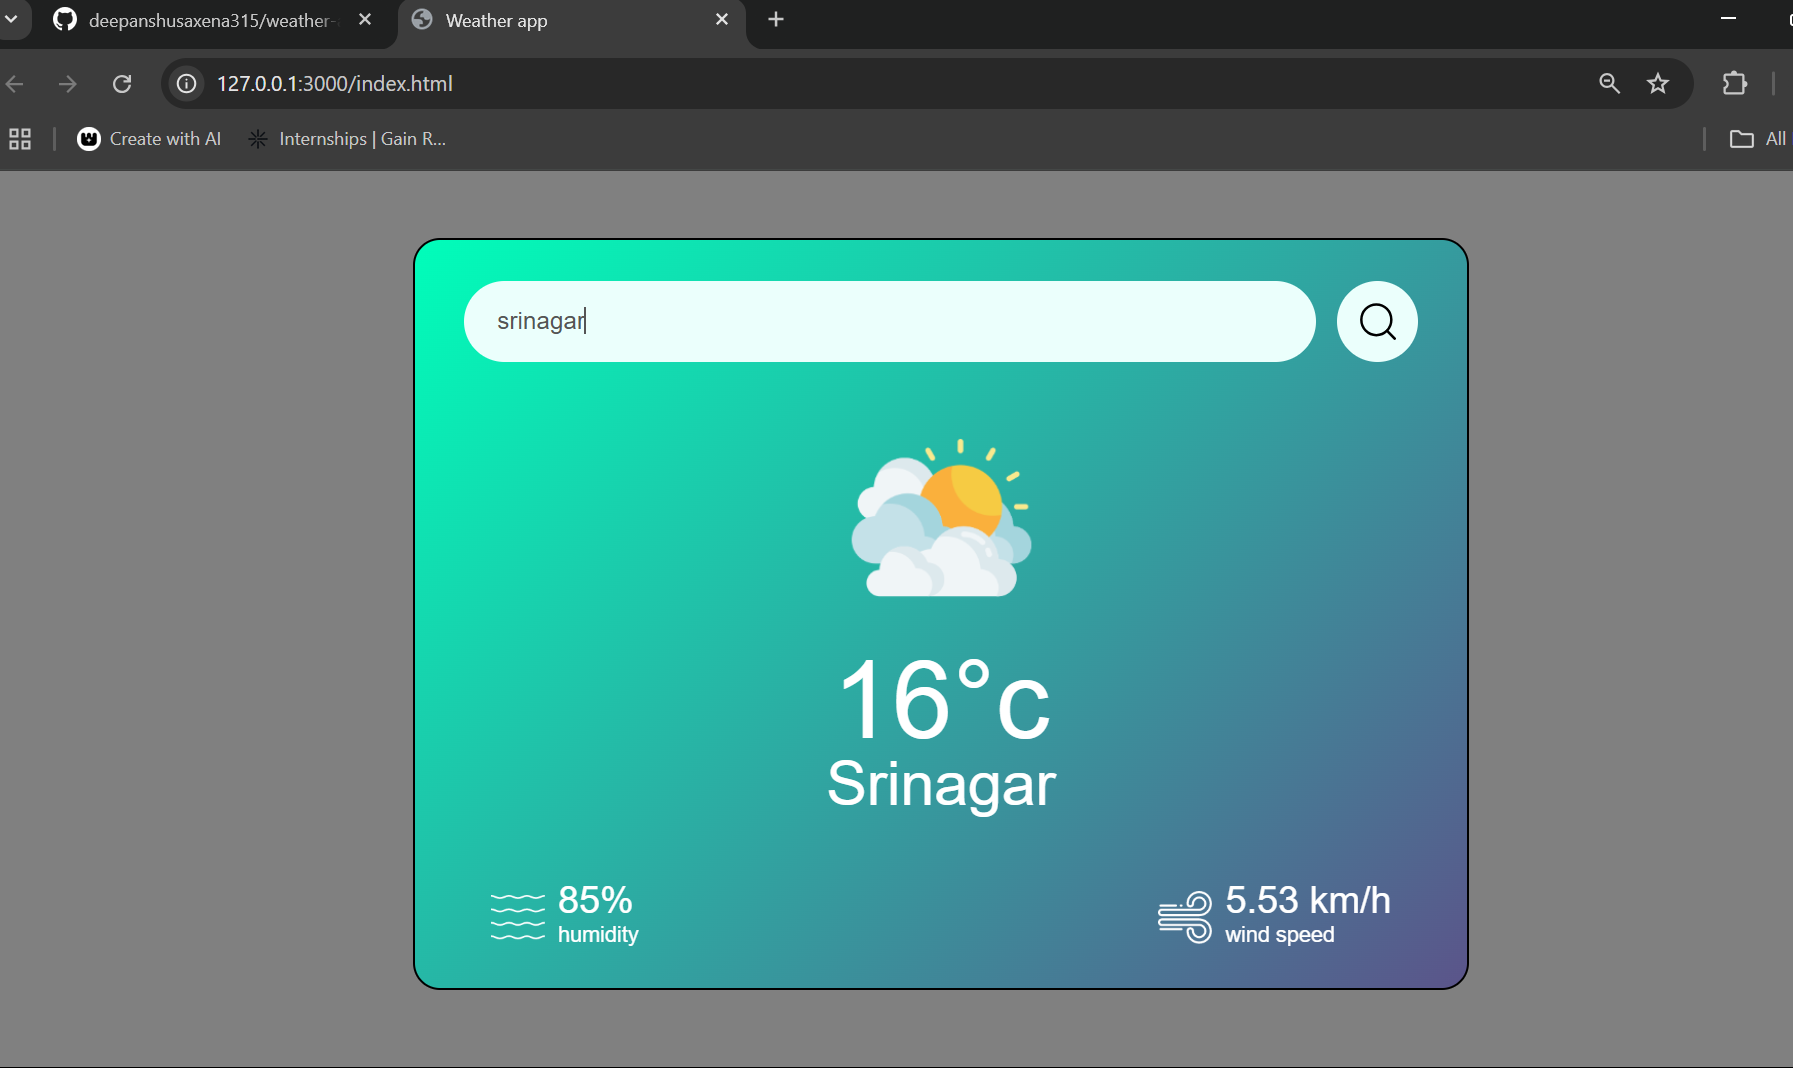 deepanshusaxena315/weather-
Weather app
127.0.0.1:3000/index.html
Create with AI
Internships | Gain R...
All
srinagar
16°c
Srinagar
85%
humidity
5.53 km/h
wind speed